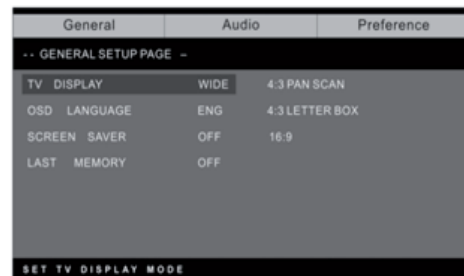 General Audio Preference
-- GENERAL SETUP PAGE –
TV DISPLAY WIDE 4:3 PAN SCAN
OSD LANGUAGE ENG 4:3 LETTER BOX
SCREEN SAVER OFF 16:9
LAST MEMORY OFF
SET TV DISPLAY MODE